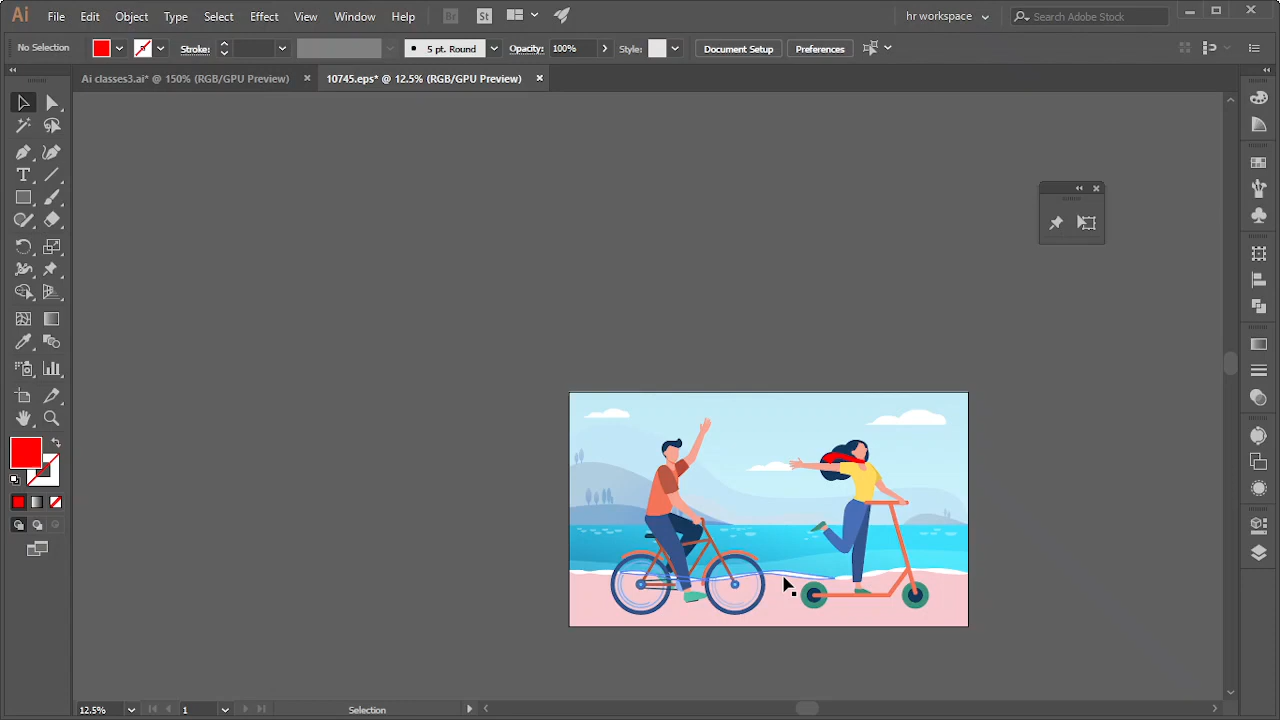 Ai File Edit Object Type Select Effect View Window Help Br St hr workspace Search Adobe Stock
No Selection Stroke: 5 pt. Round Opacity: 100% Style: Document Setup Preferences
Ai classes3.ai* @ 150% (RGB/GPU Preview) × 10745.eps* @ 12.5% (RGB/GPU Preview) ×
12.5% 1 Selection